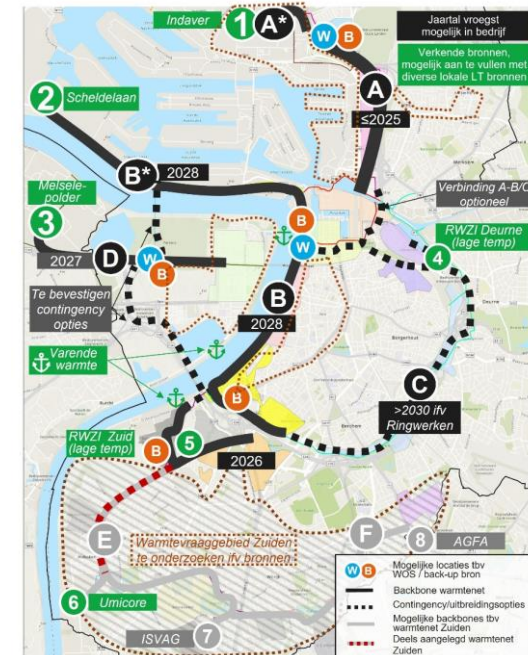 Indaver
1
A*
W
B
Jaartal vroegst
mogelijk in bedrijf
Verkende bronnen,
mogelijk aan te vullen met
diverse lokale LT bronnen
A
≤2025
2
Scheldelaan
B*
2028
Verbinding A-B/C
optioneel
Melsele-
polder
3
B
W
RWZI Deurne
(lage temp)
4
2027
D
W
B
Te bevestigen
contingency
opties
B
2028
Deurne
Borgerhout
Varende
warmte
C
>2030 ifv
Ringwerken
B
Berchem
RWZI Zuid
(lage temp)
5
B
2026
E
Warmtevraaggebied Zuiden
te onderzoeken ifv bronnen
F
8
AGFA
6
Umicore
ISVAG
7
W
B
Mogelijke locaties tbv
WOS / back-up bron
Backbone warmtenet
Contingency/uitbreidingsopties
Mogelijke backbones tbv
warmtenet Zuiden
Deels aangelegd warmtenet
Zuiden